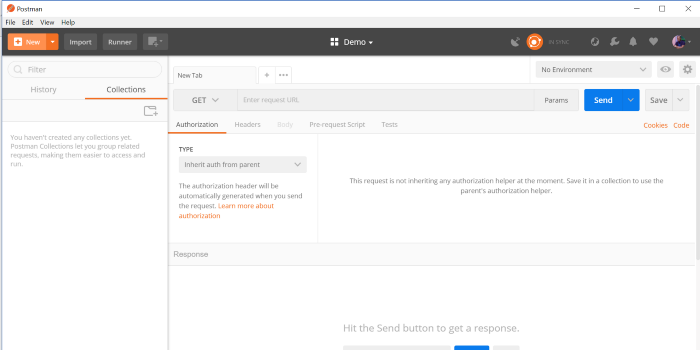 Postman
File Edit View Help
New Import Runner Demo IN SYNC
Filter
History Collections
You haven't created any collections yet.
Postman Collections let you group related
requests, making them easier to access and
run.
New Tab
No Environment
GET Enter request URL Params Send Save
Authorization Headers Body Pre-request Script Tests Cookies Code
TYPE
Inherit auth from parent
The authorization header will be
automatically generated when you send
the request. Learn more about
authorization
This request is not inheriting any authorization helper at the moment. Save it in a collection to use the
parent's authorization helper.
Response
Hit the Send button to get a response.